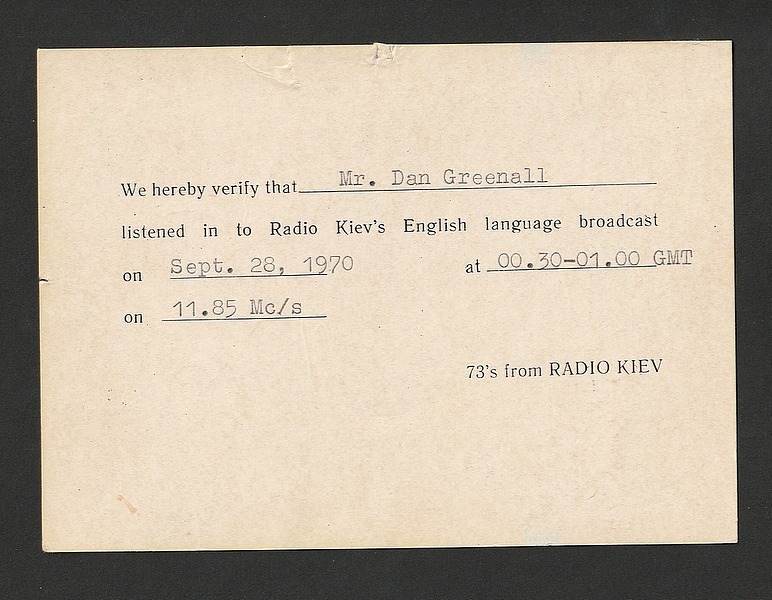 We hereby verify that Mr. Dan Greenall
listened in to Radio Kiev's English language broadcast
on Sept. 28, 1970 at 00.30-01.00 GMT
on 11.85 Mc/s
73's from RADIO KIEV